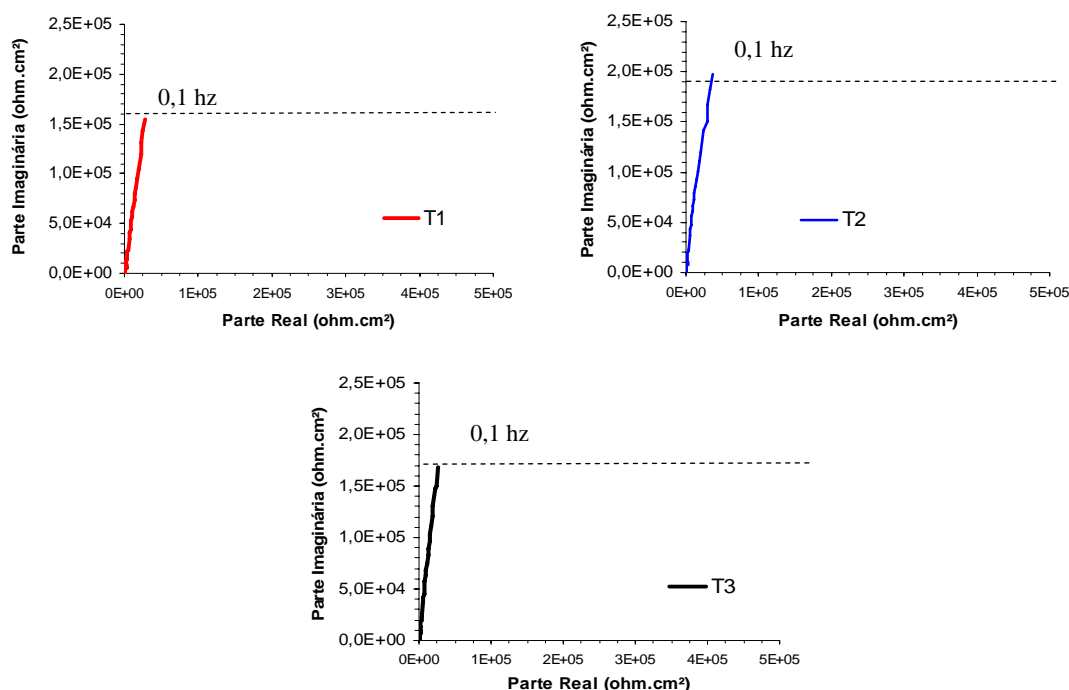 2,5E+05
2,0E+05
1,5E+05
1,0E+05
5,0E+04
0,0E+00
Parte Imaginária (ohm.cm²)
0,1 hz
T1
0E+00 1E+05 2E+05 3E+05 4E+05 5E+05
Parte Real (ohm.cm²)
2,5E+05
2,0E+05
1,5E+05
1,0E+05
5,0E+04
0,0E+00
Parte Imaginária (ohm.cm²)
0,1 hz
T2
0E+00 1E+05 2E+05 3E+05 4E+05 5E+05
Parte Real (ohm.cm²)
2,5E+05
2,0E+05
1,5E+05
1,0E+05
5,0E+04
0,0E+00
Parte Imaginária (ohm.cm²)
0,1 hz
T3
0E+00 1E+05 2E+05 3E+05 4E+05 5E+05
Parte Real (ohm.cm²)